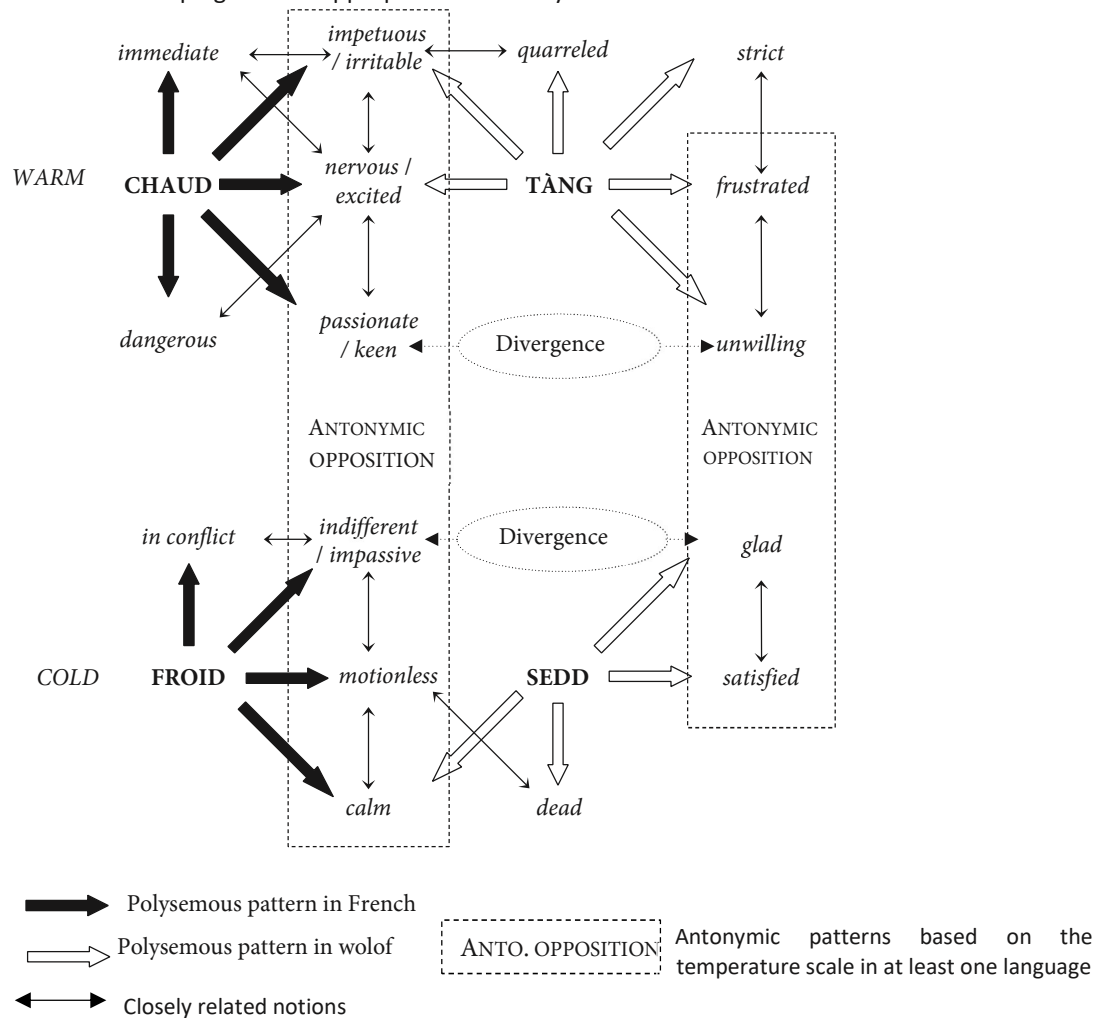 immediate
impetuous
/ irritable
quarreled
strict
WARM
CHAUD
nervous /
excited
TÀNG
frustrated
dangerous
passionate
/ keen
Divergence
unwilling
ANTONYMIC
OPPOSITION
ANTONYMIC
OPPOSITION
in conflict
indifferent
/ impassive
Divergence
glad
COLD
FROID
motionless
SEDD
satisfied
calm
dead
Polysemous pattern in French
Polysemous pattern in wolof
Closely related notions
ANTO. OPPOSITION
Antonymic patterns based on the
temperature scale in at least one language